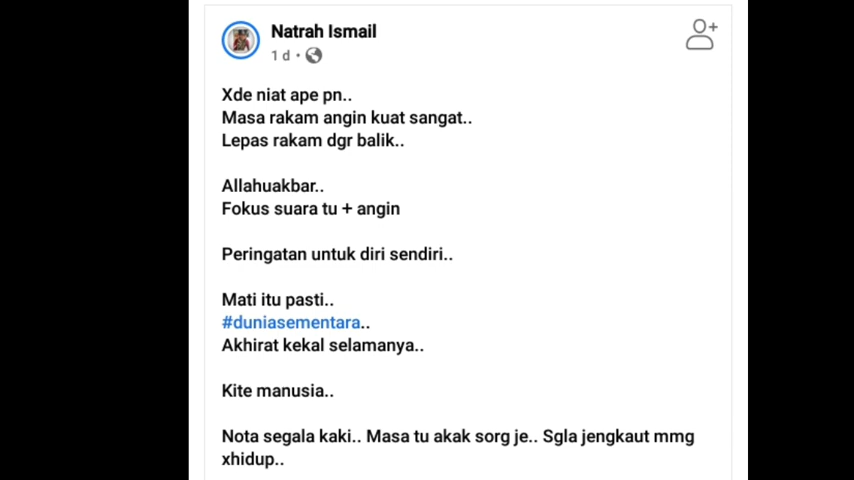 Natrah Ismail
1 d •
Xde niat ape pn..
Masa rakam angin kuat sangat..
Lepas rakam dgr balik..
Allahuakbar..
Fokus suara tu + angin
Peringatan untuk diri sendiri..
Mati itu pasti..
#duniasementara..
Akhirat kekal selamanya..
Kite manusia..
Nota segala kaki.. Masa tu akak sorg je.. Sgla jengkaut mmg
xhidup..